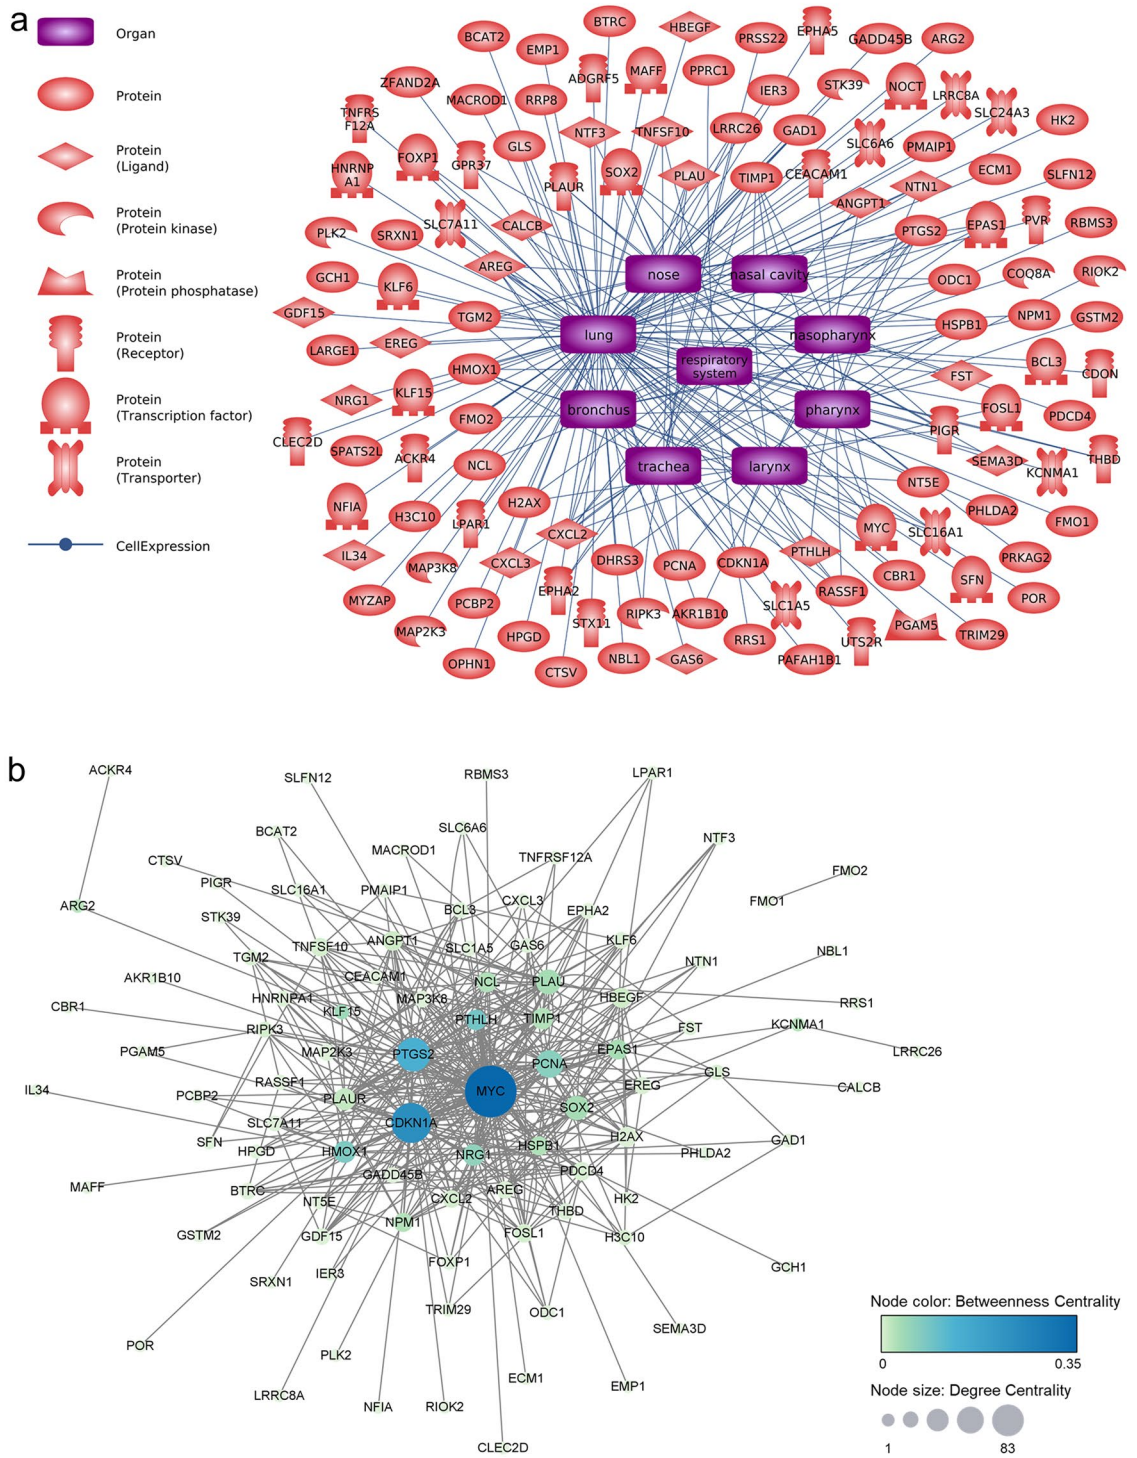 a
Organ
Protein
Protein
(Ligand)
Protein
(Protein kinase)
Protein
(Protein phosphatase)
Protein
(Receptor)
Protein
(Transcription factor)
Protein
(Transporter)
CellExpression
BTRC
HBEGF
EPHA5
BCAT2
EMP1
PRSS22
GADD45B
ARG2
ADGRF5
MAFF
PPRC1
ZFAND2A
MACROD1
RRP8
IER3
STK39
NOCT
LRRC8A
SLC24A3
TNFRS
F12A
NTF3
TNFSF10
LRRC26
GAD1
HK2
FOXP1
GPR37
GLS
SLC6A6
PMAIP1
HNRNP
A1
PLAUR
SOX2
PLAU
TIMP1
CEACAM1
NTN1
ECM1
SLFN12
ANGPT1
PLK2
SRXN1
SLC7A11
CALCB
PTGS2
EPAS1
PVR
RBMS3
GCH1
KLF6
AREG
nose
nasal cavity
ODC1
COQ8A
RIOK2
GDF15
TGM2
lung
nasopharynx
HSPB1
NPM1
GSTM2
LARGE1
EREG
HMOX1
respiratory
system
FST
BCL3
CDON
NRG1
KLF15
FMO2
bronchus
pharynx
FOSL1
PDCD4
CLEC2D
SPATS2L
ACKR4
NCL
trachea
larynx
PIGR
SEMA3D
KCNMA1
THBD
NFIA
H3C10
LPAR1
H2AX
NT5E
PHLDA2
FMO1
IL34
MAP3K8
CXCL3
CXCL2
DHRS3
PCNA
CDKN1A
PTHLH
MYC
SLC16A1
PRKAG2
MYZAP
PCBP2
EPHA2
RIPK3
AKR1B10
SLC1A5
RASSF1
CBR1
SFN
POR
MAP2K3
HPGD
STX11
RRS1
UTS2R
PGAM5
TRIM29
OPHN1
CTSV
NBL1
GAS6
PAFAH1B1
b
ACKR4
SLFN12
RBMS3
LPAR1
BCAT2
SLC6A6
NTF3
CTSV
MACROD1
TNFRSF12A
FMO2
PIGR
SLC16A1
PMAIP1
CXCL3
FMO1
ARG2
STK39
BCL3
EPHA2
TNFSF10
ANGPT1
SLC1A5
GAS6
KLF6
NBL1
TGM2
NTN1
AKR1B10
CEACAM1
NCL
PLAU
HNRNPA1
MAP3K8
HBEGF
RRS1
CBR1
KLF15
PTHLH
TIMP1
FST
KCNMA1
RIPK3
PGAM5
MAP2K3
PTGS2
PCNA
EPAS1
LRRC26
GLS
IL34
RASSF1
MYC
EREG
CALCB
PCBP2
PLAUR
SOX2
SLC7A11
CDKN1A
H2AX
GAD1
SFN
HPGD
HMOX1
NRG1
HSPB1
PHLDA2
MAFF
GADD45B
PDCD4
BTRC
NT5E
CXCL2
AREG
HK2
THBD
GSTM2
GDF15
NPM1
FOSL1
H3C10
SRXN1
IER3
FOXP1
GCH1
TRIM29
ODC1
SEMA3D
POR
PLK2
ECM1
EMP1
LRRC8A
NFIA
RIOK2
CLEC2D
Node color: Betweenness Centrality
0
0.35
Node size: Degree Centrality
1
83